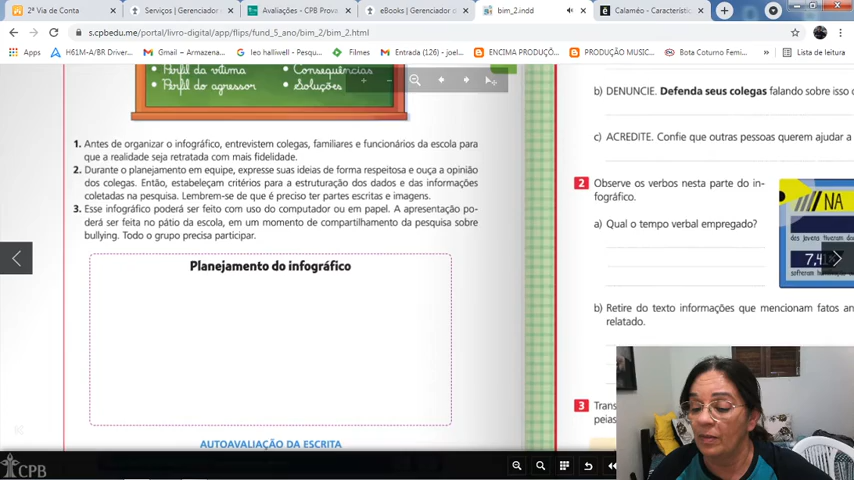 2ª Via de Conta
Serviços | Gerenciador
Avaliações - CPB Prova
eBooks | Gerenciador d
bim_2.indd
Calaméo - Característic
s.cpbedu.me/portal/livro-digital/app/flips/fund_5_ano/bim_2/bim_2.html
Apps
H61M-A/BR Driver...
Gmail – Armazena...
leo halliwell - Pesqu...
Filmes
Entrada (126) - joel...
ENCIMA PRODUÇÕ...
PRODUÇÃO MUSIC...
Bota Coturno Femi...
Lista de leitura
• Perfil da vítima
• Consequências
• Perfil do agressor
• Soluções
1. Antes de organizar o infográfico, entrevistem colegas, familiares e funcionários da escola para
que a realidade seja retratada com mais fidelidade.
2. Durante o planejamento em equipe, expresse suas ideias de forma respeitosa e ouça a opinião
dos colegas. Então, estabeleçam critérios para a estruturação dos dados e das informações
coletadas na pesquisa. Lembrem-se de que é preciso ter partes escritas e imagens.
3. Esse infográfico poderá ser feito com uso do computador ou em papel. A apresentação po-
derá ser feita no pátio da escola, em um momento de compartilhamento da pesquisa sobre
bullying. Todo o grupo precisa participar.
Planejamento do infográfico
AUTOAVALIAÇÃO DA ESCRITA
CPB
b) DENUNCIE. Defenda seus colegas falando sobre isso
c) ACREDITE. Confie que outras pessoas querem ajudar a
2 Observe os verbos nesta parte do in-
fográfico.
a) Qual o tempo verbal empregado?
NA
dos jovens tiveram
7,4
sofreram
b) Retire do texto informações que mencionam fatos an
relatado.
3 Trans
peias